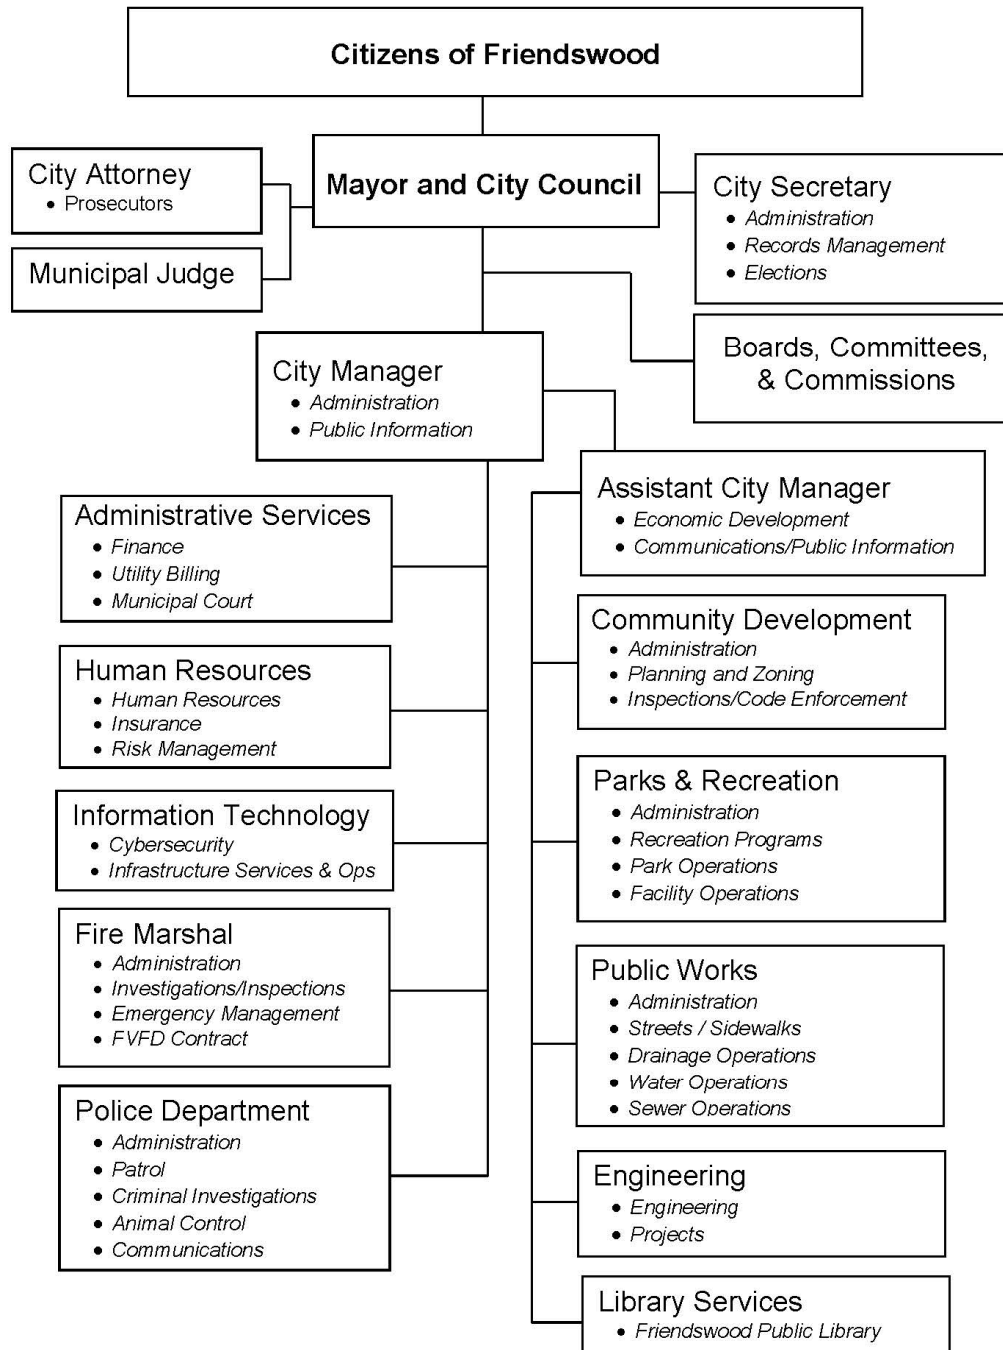 Citizens of Friendswood
Mayor and City Council
City Attorney
• Prosecutors
Municipal Judge
City Secretary
• Administration
• Records Management
• Elections
Boards, Committees,
& Commissions
City Manager
• Administration
• Public Information
Assistant City Manager
• Economic Development
• Communications/Public Information
Administrative Services
• Finance
• Utility Billing
• Municipal Court
Human Resources
• Human Resources
• Insurance
• Risk Management
Information Technology
• Cybersecurity
• Infrastructure Services & Ops
Fire Marshal
• Administration
• Investigations/Inspections
• Emergency Management
• FVFD Contract
Police Department
• Administration
• Patrol
• Criminal Investigations
• Animal Control
• Communications
Community Development
• Administration
• Planning and Zoning
• Inspections/Code Enforcement
Parks & Recreation
• Administration
• Recreation Programs
• Park Operations
• Facility Operations
Public Works
• Administration
• Streets / Sidewalks
• Drainage Operations
• Water Operations
• Sewer Operations
Engineering
• Engineering
• Projects
Library Services
• Friendswood Public Library